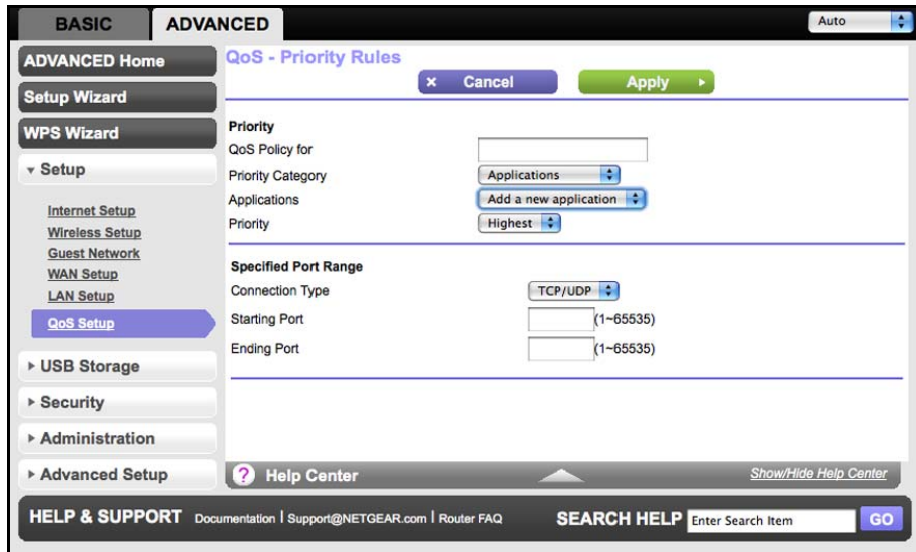 BASIC ADVANCED Auto
ADVANCED Home
Setup Wizard
WPS Wizard
Setup
Internet Setup
Wireless Setup
Guest Network
WAN Setup
LAN Setup
QoS Setup
USB Storage
Security
Administration
Advanced Setup
QoS - Priority Rules
× Cancel Apply
Priority
QoS Policy for
Priority Category Applications
Applications Add a new application
Priority Highest
Specified Port Range
Connection Type TCP/UDP
Starting Port (1~65535)
Ending Port (1~65535)
? Help Center Show/Hide Help Center
HELP & SUPPORT Documentation | Support@NETGEAR.com | Router FAQ SEARCH HELP Enter Search Item GO